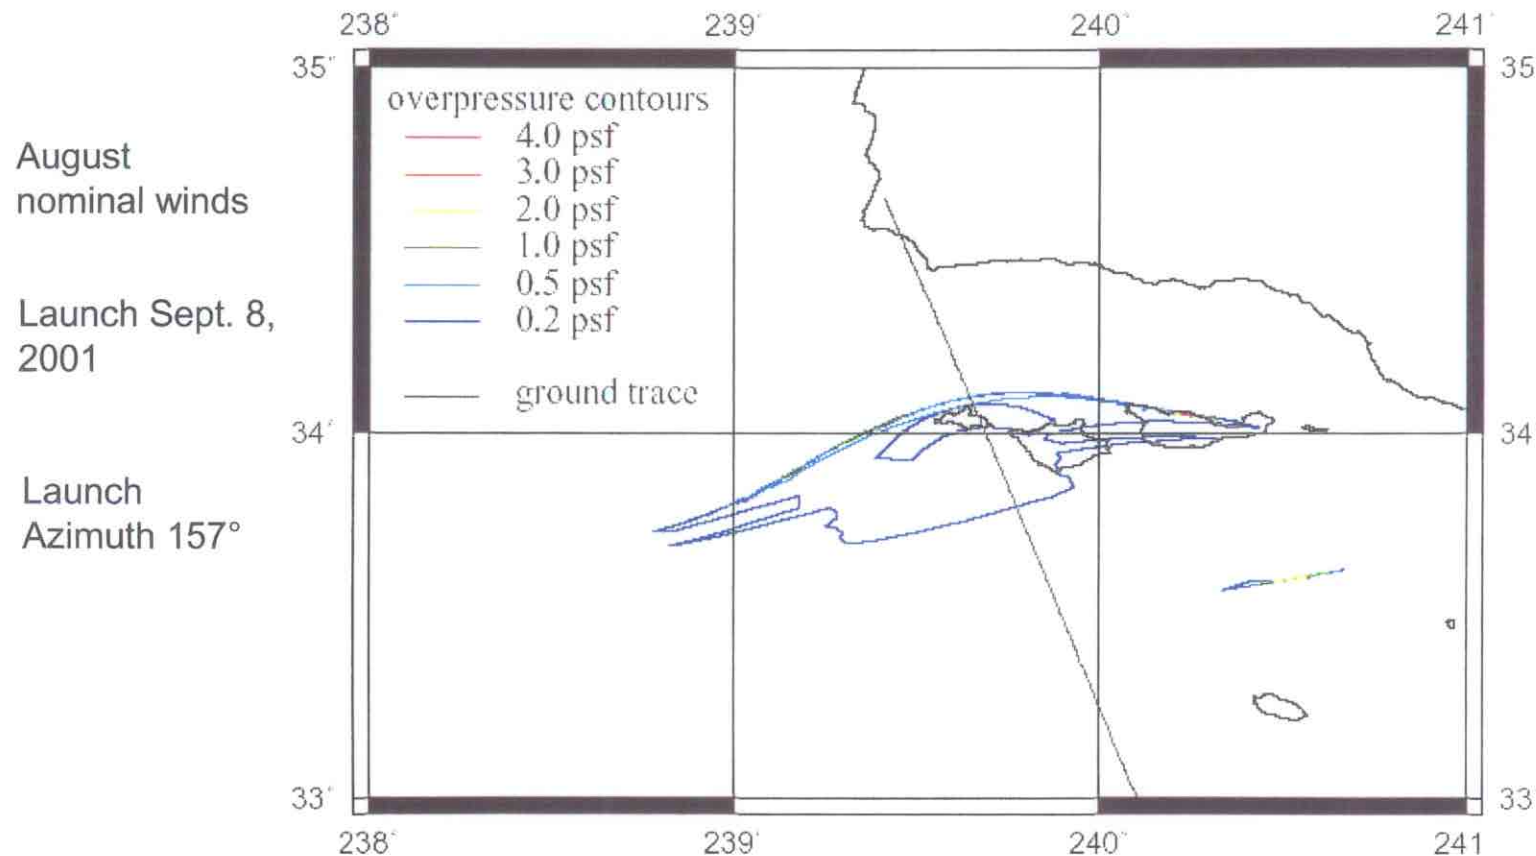 238° 239° 240° 241°
35° 35
overpressure contours
4.0 psf
3.0 psf
2.0 psf
1.0 psf
0.5 psf
0.2 psf
ground trace
August
nominal winds
Launch Sept. 8,
2001
34° 34
Launch
Azimuth 157°
33° 33
238° 239° 240° 241